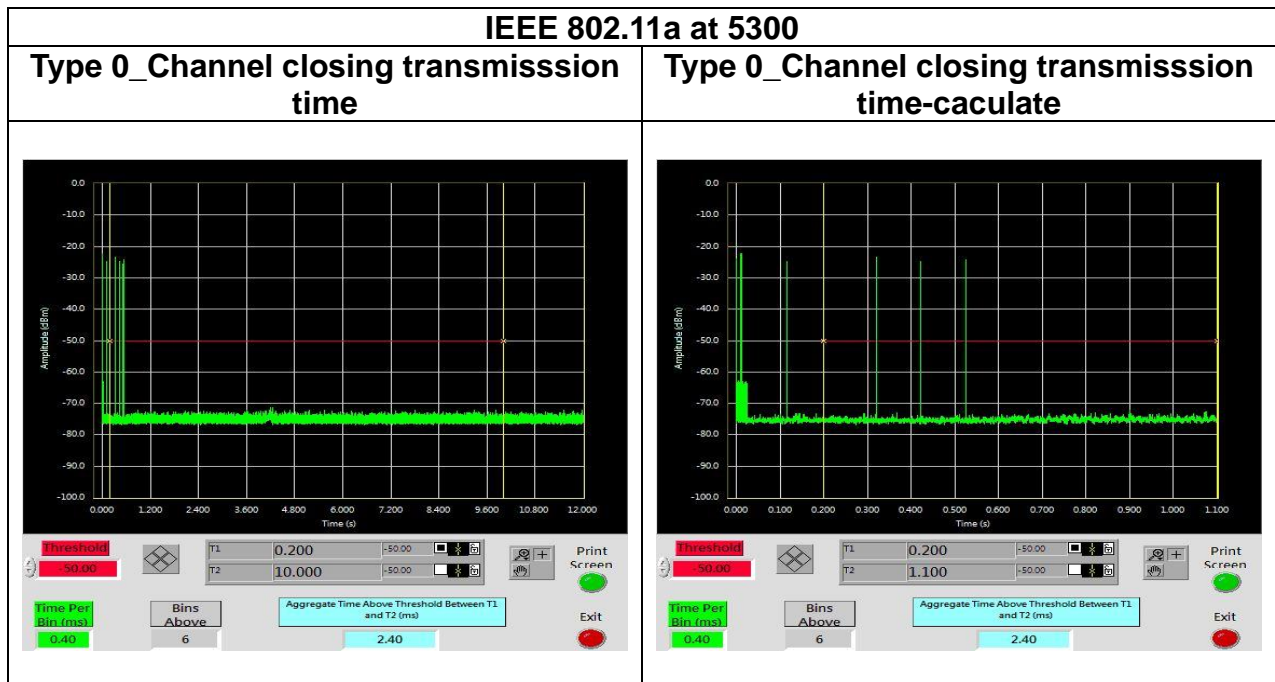 IEEE 802.11a at 5300
Type 0_Channel closing transmisssion
time
Type 0_Channel closing transmisssion
time-caculate
0.0
-10.0
-20.0
-30.0
-40.0
-50.0
-60.0
-70.0
-80.0
-90.0
-100.0
Amplitude (dBm)
0.000 1.200 2.400 3.600 4.800 6.000 7.200 8.400 9.600 10.800 12.000
Time (s)
Threshold
-50.00
T1 0.200 -50.00
T2 10.000 -50.00
Print
Screen
Time Per
Bin (ms)
0.40
Bins
Above
6
Aggregate Time Above Threshold Between T1
and T2 (ms)
2.40
Exit
0.0
-10.0
-20.0
-30.0
-40.0
-50.0
-60.0
-70.0
-80.0
-90.0
-100.0
Amplitude (dBm)
0.000 0.100 0.200 0.300 0.400 0.500 0.600 0.700 0.800 0.900 1.000 1.100
Time (s)
Threshold
-50.00
T1 0.200 -50.00
T2 1.100 -50.00
Print
Screen
Time Per
Bin (ms)
0.40
Bins
Above
6
Aggregate Time Above Threshold Between T1
and T2 (ms)
2.40
Exit